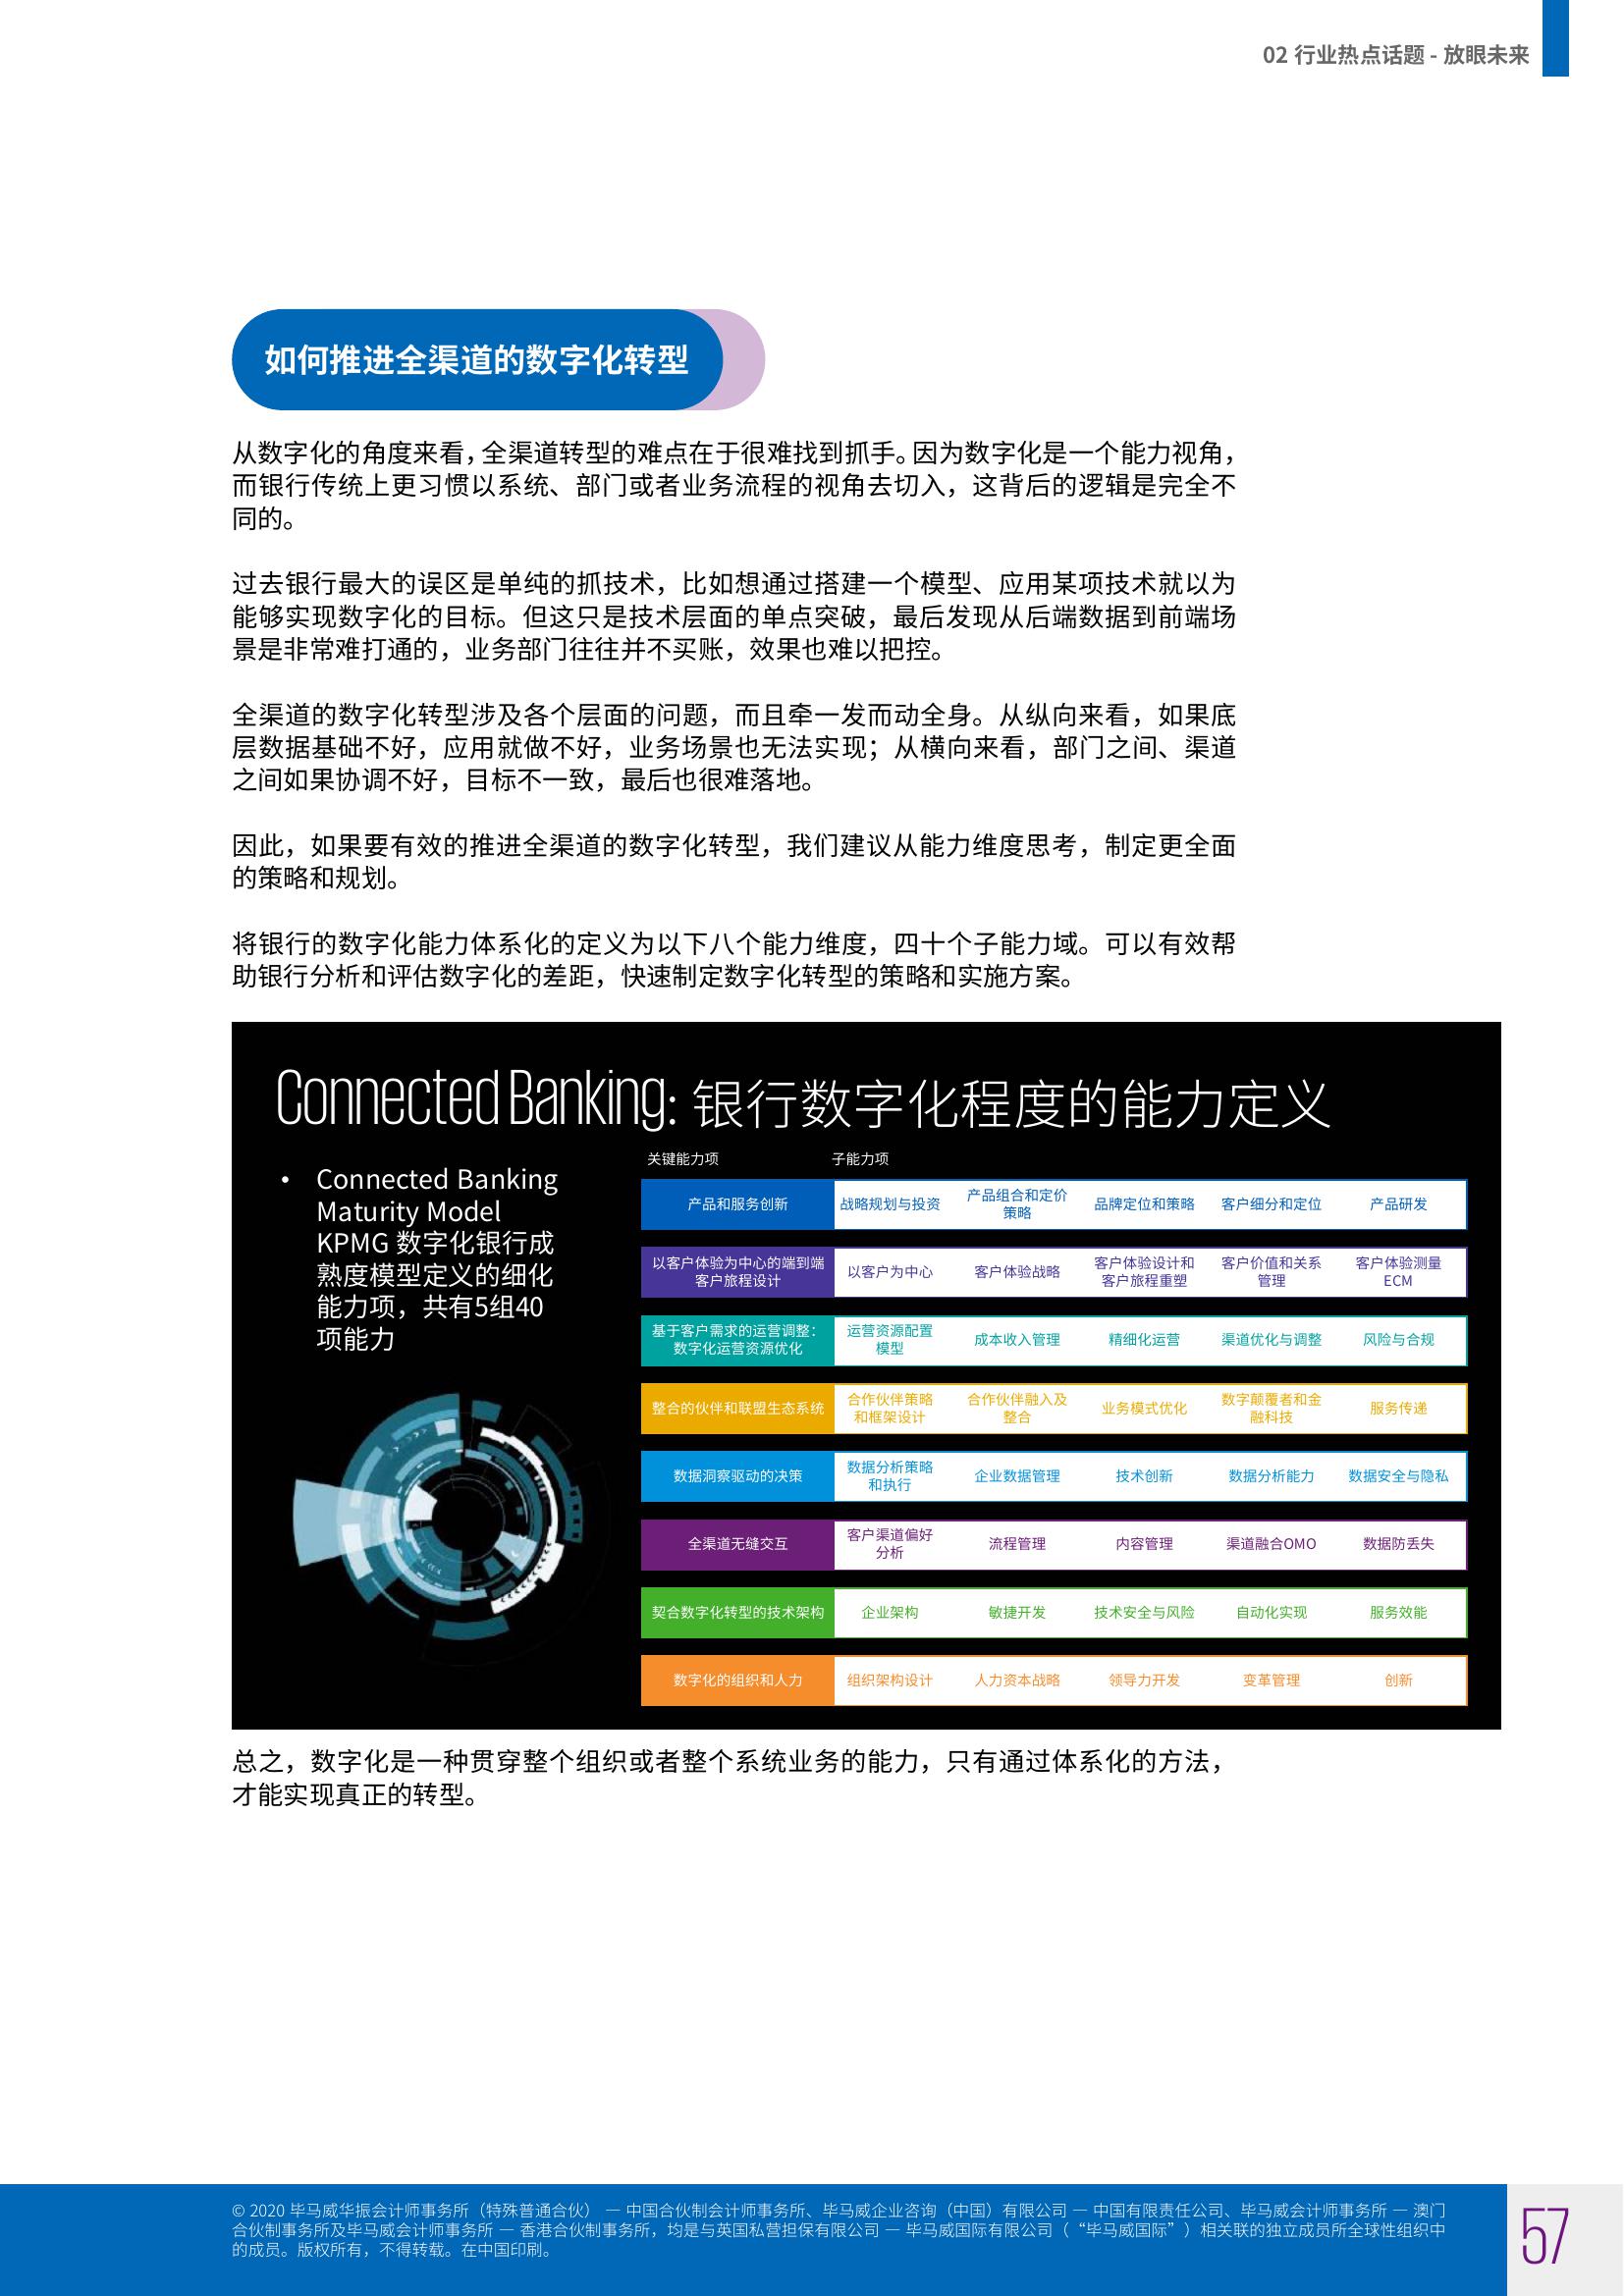 02 行业热点话题 - 放眼未来
如何推进全渠道的数字化转型
从数字化的角度来看，全渠道转型的难点在于很难找到抓手。因为数字化是一个能力视角，
而银行传统上更习惯以系统、部门或者业务流程的视角去切入，这背后的逻辑是完全不
同的。
过去银行最大的误区是单纯的抓技术，比如想通过搭建一个模型、应用某项技术就以为
能够实现数字化的目标。但这只是技术层面的单点突破，最后发现从后端数据到前端场
景是非常难打通的，业务部门往往并不买账，效果也难以把控。
全渠道的数字化转型涉及各个层面的问题，而且牵一发而动全身。从纵向来看，如果底
层数据基础不好，应用就做不好，业务场景也无法实现；从横向来看，部门之间、渠道
之间如果协调不好，目标不一致，最后也很难落地。
因此，如果要有效的推进全渠道的数字化转型，我们建议从能力维度思考，制定更全面
的策略和规划。
将银行的数字化能力体系化的定义为以下八个能力维度，四十个子能力域。可以有效帮
助银行分析和评估数字化的差距，快速制定数字化转型的策略和实施方案。
Connected Banking: 银行数字化程度的能力定义
• Connected Banking
Maturity Model
KPMG 数字化银行成
熟度模型定义的细化
能力项，共有5组40
项能力
关键能力项 子能力项
产品和服务创新 战略规划与投资 产品组合和定价策略 品牌定位和策略 客户细分和定位 产品研发
以客户体验为中心的端到端客户旅程设计 以客户为中心 客户体验战略 客户体验设计和客户旅程重塑 客户价值和关系管理 客户体验测量ECM
基于客户需求的运营调整：数字化运营资源优化 运营资源配置模型 成本收入管理 精细化运营 渠道优化与调整 风险与合规
整合的伙伴和联盟生态系统 合作伙伴策略和框架设计 合作伙伴融入及整合 业务模式优化 数字颠覆者和金融科技 服务传递
数据洞察驱动的决策 数据分析策略和执行 企业数据管理 技术创新 数据分析能力 数据安全与隐私
全渠道无缝交互 客户渠道偏好分析 流程管理 内容管理 渠道融合OMO 数据防丢失
契合数字化转型的技术架构 企业架构 敏捷开发 技术安全与风险 自动化实现 服务效能
数字化的组织和人力 组织架构设计 人力资本战略 领导力开发 变革管理 创新
总之，数字化是一种贯穿整个组织或者整个系统业务的能力，只有通过体系化的方法，
才能实现真正的转型。
© 2020 毕马威华振会计师事务所（特殊普通合伙） — 中国合伙制会计师事务所、毕马威企业咨询（中国）有限公司 — 中国有限责任公司、毕马威会计师事务所 — 澳门
合伙制事务所及毕马威会计师事务所 — 香港合伙制事务所，均是与英国私营担保有限公司 — 毕马威国际有限公司（“毕马威国际”）相关联的独立成员所全球性组织中
的成员。版权所有，不得转载。在中国印刷。
57